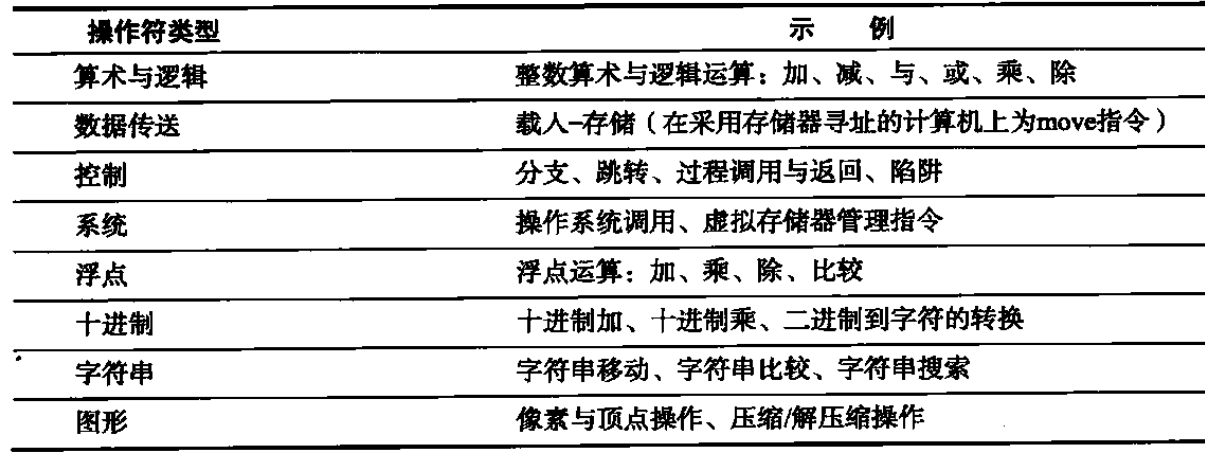 操作符类型 示 例
算术与逻辑 整数算术与逻辑运算：加、减、与、或、乘、除
数据传送 载人-存储（在采用存储器寻址的计算机上为move指令）
控制 分支、跳转、过程调用与返回、陷阱
系统 操作系统调用、虚拟存储器管理指令
浮点 浮点运算：加、乘、除、比较
十进制 十进制加、十进制乘、二进制到字符的转换
字符串 字符串移动、字符串比较、字符串搜索
图形 像素与顶点操作、压缩/解压缩操作